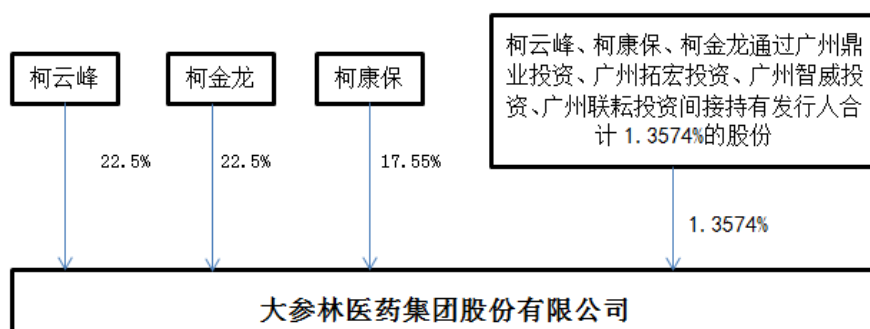 柯云峰
柯金龙
柯康保
柯云峰、柯康保、柯金龙通过广州鼎
业投资、广州拓宏投资、广州智威投
资、广州联耘投资间接持有发行人合
计 1.3574%的股份
22.5%
22.5%
17.55%
1.3574%
大参林医药集团股份有限公司